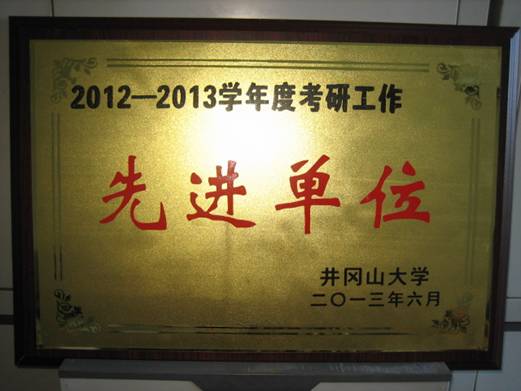 2012—2013学年度考研工作
先进单位
井冈山大学
二〇一三年六月